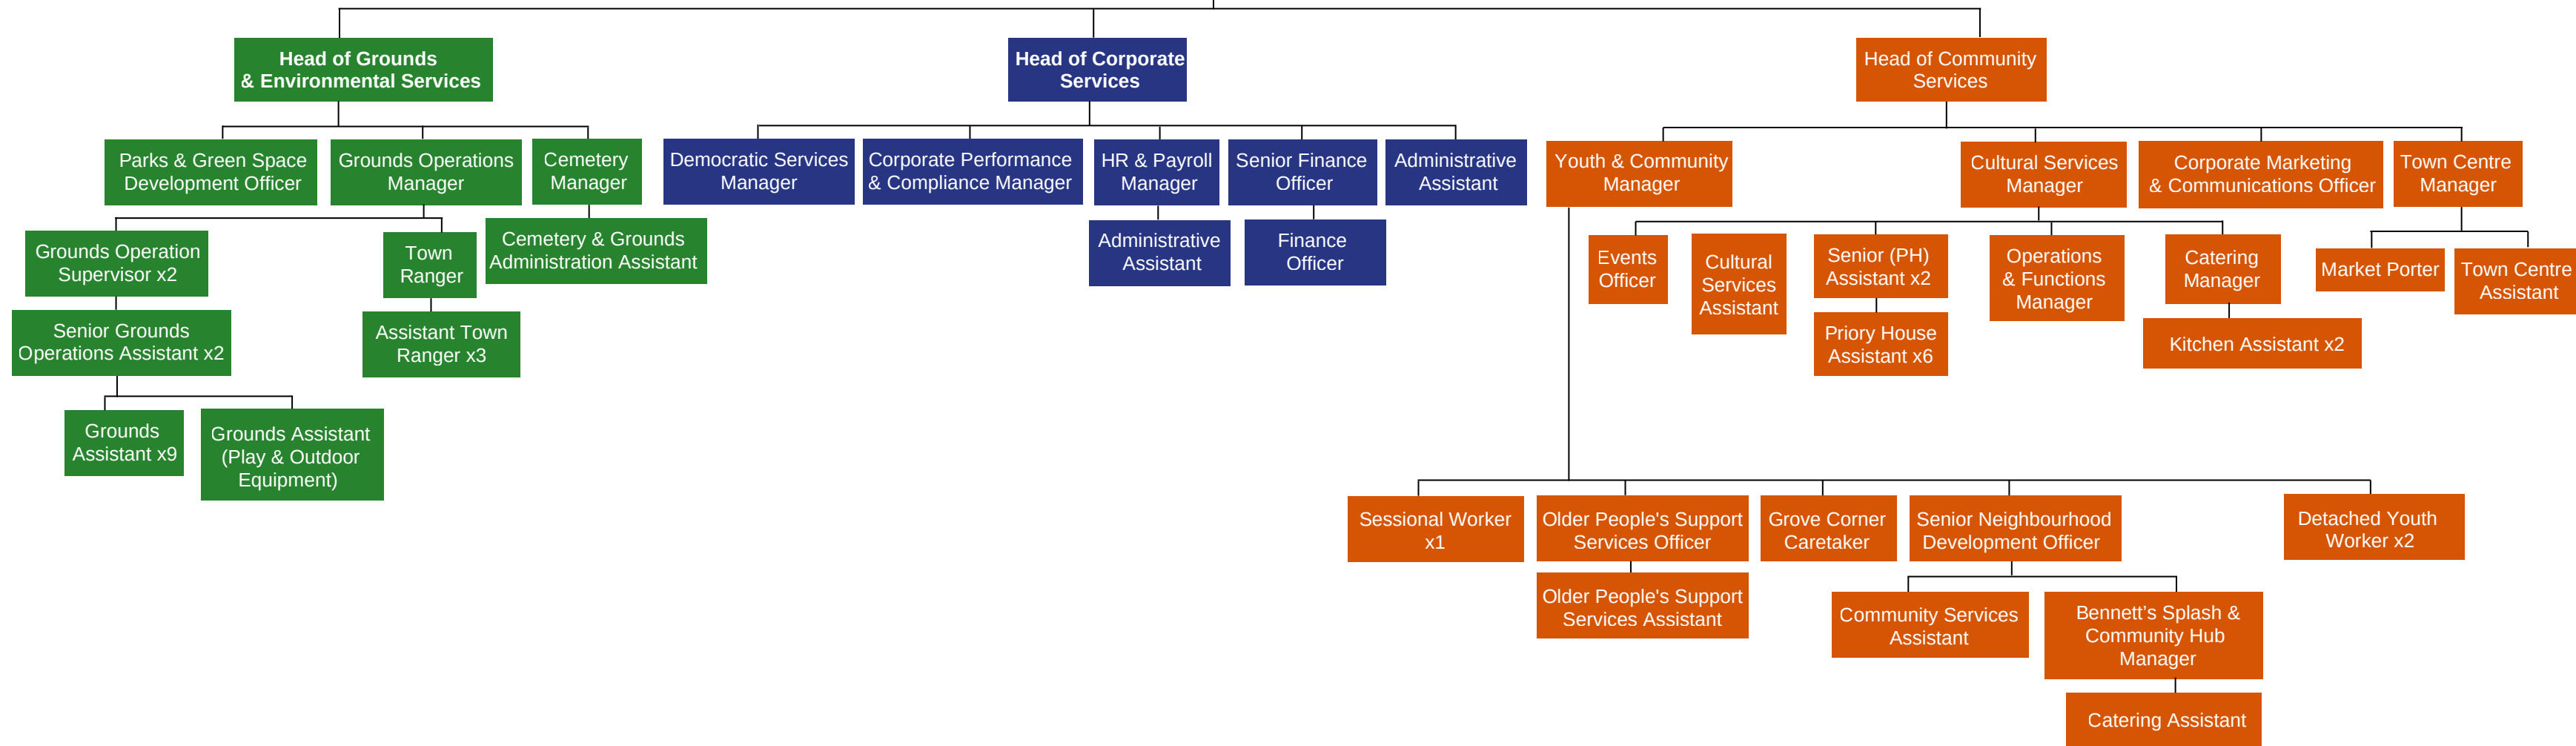 Head of Grounds
& Environmental Services
Head of Corporate
Services
Head of Community
Services
Parks & Green Space
Development Officer
Grounds Operations
Manager
Cemetery
Manager
Democratic Services
Manager
Corporate Performance
& Compliance Manager
HR & Payroll
Manager
Senior Finance
Officer
Administrative
Assistant
Youth & Community
Manager
Cultural Services
Manager
Corporate Marketing
& Communications Officer
Town Centre
Manager
Grounds Operation
Supervisor x2
Town
Ranger
Cemetery & Grounds
Administration Assistant
Administrative
Assistant
Finance
Officer
Events
Officer
Cultural
Services
Assistant
Senior (PH)
Assistant x2
Operations
& Functions
Manager
Catering
Manager
Market Porter
Town Centre
Assistant
Senior Grounds
Operations Assistant x2
Assistant Town
Ranger x3
Priory House
Assistant x6
Kitchen Assistant x2
Grounds
Assistant x9
Grounds Assistant
(Play & Outdoor
Equipment)
Sessional Worker
x1
Older People's Support
Services Officer
Grove Corner
Caretaker
Senior Neighbourhood
Development Officer
Detached Youth
Worker x2
Older People's Support
Services Assistant
Community Services
Assistant
Bennett’s Splash &
Community Hub
Manager
Catering Assistant